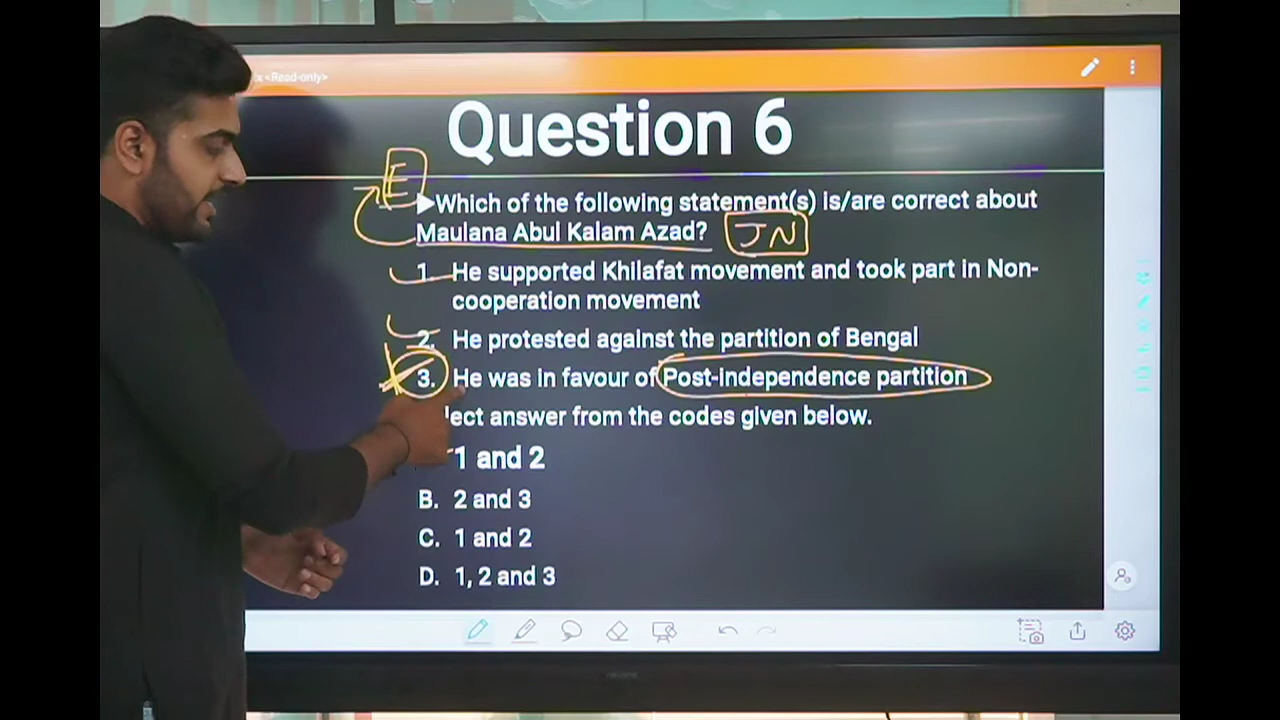 <Read-only>
Question 6
E
▶Which of the following statement(s) is/are correct about
Maulana Abul Kalam Azad? JN
1. He supported Khilafat movement and took part in Non-
cooperation movement
2. He protested against the partition of Bengal
3. He was in favour of Post-independence partition
answer from the codes given below.
1 and 2
B. 2 and 3
C. 1 and 2
D. 1, 2 and 3